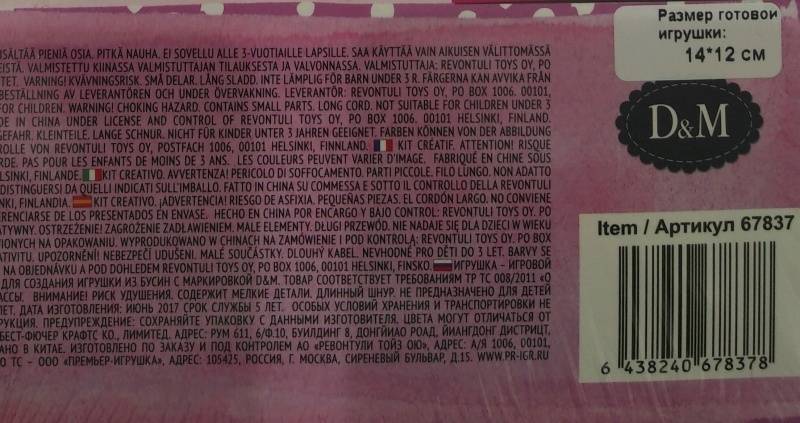 ISÄLTÄÄ PIENIÄ OSIA. PITKÄ NAUHA. EI SOVELLU ALLE 3-VUOTIAILLE LAPSILLE. SAA KÄYTTÄÄ VAIN AIKUISEN VÄLITTÖMÄSSÄ
EISTÄ. VALMISTETTU KIINASSA VALMISTUTTAJAN TILAUKSESTA JA VALVONNASSA. VALMISTUTTAJA: REVONTULI TOYS OY, PO
TET. VARNING! KVÄVNINGSRISK. SMÅ DELAR. LÅNG SLADD. INTE LÄMPLIG FÖR BARN UNDER 3 R. FÄRGERNA KAN AVVIKA FRÅN
BESTÄLLNING AV LEVERANTÖREN OCH UNDER ÖVERVAKNING. LEVERANTÖR: REVONTULI TOYS OY, PO BOX 1006. 00101,
FOR CHILDREN. WARNING! CHOKING HAZARD. CONTAINS SMALL PARTS. LONG CORD. NOT SUITABLE FOR CHILDREN UNDER 3
DE IN CHINA UNDER LICENSE AND CONTROL OF REVONTULI TOYS OY, PO BOX 1006, 00101 HELSINKI, FINLAND.
GEFAHR. KLEINTEILE. LANGE SCHNUR. NICHT FÜR KINDER UNTER 3 JAHREN GEEIGNET. FARBEN KÖNNEN VON DER ABBILDUNG
ROLLE VON REVONTULI TOYS OY, POSTFACH 1006, 00101 HELSINKI, FINNLAND. KIT CRÉATIF. ATTENTION! RISQUE
RDE. PAS POUR LES ENFANTS DE MOINS DE 3 ANS. LES COULEURS PEUVENT VARIER D'IMAGE. FABRIQUÉ EN CHINE SOUS
LSINKI, FINLANDE. KIT CREATIVO. AVVERTENZA! PERICOLO DI SOFFOCAMENTO. PARTI PICCOLE. FILO LUNGO. NON ADATTO
DISTINGUERSI DA QUELLI INDICATI SULL'IMBALLO. FATTO IN CHINA SU COMMESSA E SOTTO IL CONTROLLO DELLA REVONTULI
NKI, FINLANDIA. KIT CREATIVO. ¡ADVERTENCIA! RIESGO DE ASFIXIA. PEQUEÑAS PIEZAS. EL CORDÓN LARGO. NO CONVIENE
ERENCIARSE DE LOS PRESENTADOS EN ENVASE. HECHO EN CHINA POR ENCARGO Y BAJO CONTROL: REVONTULI TOYS OY. PO
ATYWNY. OSTRZEŻENIE! ZAGROŻENIE ZADŁAWIENIEM. MAŁE ELEMENTY. DŁUGI PRZEWÓD. NIE NADAJE SIĘ DLA DZIECI W WIEKU
IONYCH NA OPAKOWANIU. WYPRODUKOWANO W CHINACH NA ZAMÓWIENIE I POD KONTROLĄ: REVONTULI TOYS OY. PO BOX
EATIVITU. UPOZORNĚNÍ! NEBEZPEČÍ UDUŠENÍ. MALÉ SOUČÁSTKY. DLOUHÝ KABEL. NEVHODNÉ PRO DĚTI DO 3 LET. BARVY SE
NA OBJEDNÁVKU A POD DOHLEDEM REVONTULI TOYS OY, PO BOX 1006, 00101 HELSINKI, FINSKO. ИГРУШКА - ИГРОВОЙ
ДЛЯ СОЗДАНИЯ ИГРУШКИ ИЗ БУСИН С МАРКИРОВКОЙ D&M. ТОВАР СООТВЕТСТВУЕТ ТРЕБОВАНИЯМ ТР ТС 008/2011 «О
АССЫ. ВНИМАНИЕ! РИСК УДУШЕНИЯ. СОДЕРЖИТ МЕЛКИЕ ДЕТАЛИ. ДЛИННЫЙ ШНУР. НЕ ПРЕДНАЗНАЧЕНО ДЛЯ ДЕТЕЙ
ЛЕТ. ДАТА ИЗГОТОВЛЕНИЯ: ИЮНЬ 2017 СРОК СЛУЖБЫ 5 ЛЕТ. ОСОБЫХ УСЛОВИЙ ХРАНЕНИЯ И ТРАНСПОРТИРОВКИ НЕ
РУКЦИЯ. ПРЕДУПРЕЖДЕНИЕ: СОХРАНЯЙТЕ УПАКОВКУ С ДАННЫМИ ИЗГОТОВИТЕЛЯ. ЦВЕТА МОГУТ ОТЛИЧАТЬСЯ ОТ
БЕСТ-ФЮЧЕР КРАФТС КО., ЛИМИТЕД. АДРЕС: РУМ 611, 6/Ф.10, БУИЛДИНГ 8, ДОНГЙИАО РОАД, ЙИАНГДОНГ ДИСТРИЦТ,
АНО В КИТАЕ. ИЗГОТОВЛЕНО ПО ЗАКАЗУ И ПОД КОНТРОЛЕМ АО «РЕВОНТУЛИ ТОЙЗ ОЮ», АДРЕС: А/Я 1006,
О ТС – ООО «ПРЕМЬЕР-ИГРУШКА», АДРЕС: 105425, РОССИЯ, Г. МОСКВА, СИРЕНЕВЫЙ БУЛЬВАР, Д.15. WWW.PR-IGR.RU
Размер готовой
игрушки:
14*12 см
D&M
Item / Артикул 67837
6 438240 678378